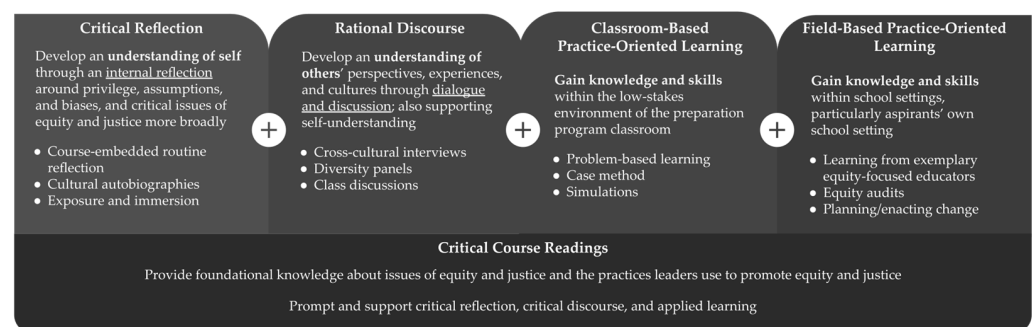 Critical Reflection
Develop an understanding of self
through an internal reflection
around privilege, assumptions,
and biases, and critical issues of
equity and justice more broadly
● Course-embedded routine
reflection
● Cultural autobiographies
● Exposure and immersion
+
Rational Discourse
Develop an understanding of
others’ perspectives, experiences,
and cultures through dialogue
and discussion; also supporting
self-understanding
● Cross-cultural interviews
● Diversity panels
● Class discussions
+
Classroom-Based
Practice-Oriented Learning
Gain knowledge and skills
within the low-stakes
environment of the preparation
program classroom
● Problem-based learning
● Case method
● Simulations
+
Field-Based Practice-Oriented
Learning
Gain knowledge and skills
within school settings,
particularly aspirants’ own
school setting
● Learning from exemplary
equity-focused educators
● Equity audits
● Planning/enacting change
Critical Course Readings
Provide foundational knowledge about issues of equity and justice and the practices leaders use to promote equity and justice
Prompt and support critical reflection, critical discourse, and applied learning